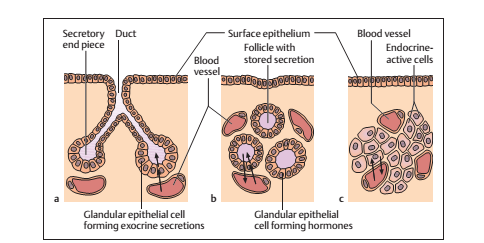 Secretory
end piece
Duct
Surface epithelium
Follicle with
stored secretion
Blood
vessel
Blood vessel
Endocrine-
active cells
a
b
c
Glandular epithelial cell
forming exocrine secretions
Glandular epithelial
cell forming hormones